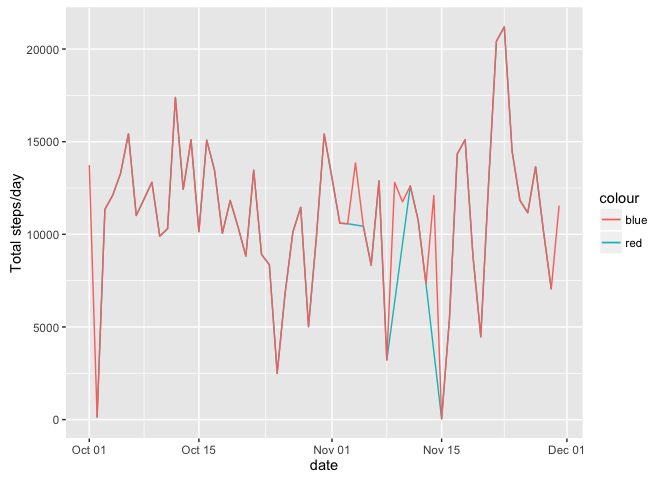 20000
15000
10000
5000
0
Total steps/day
Oct 01
Oct 15
Nov 01
Nov 15
Dec 01
date
colour
blue
red